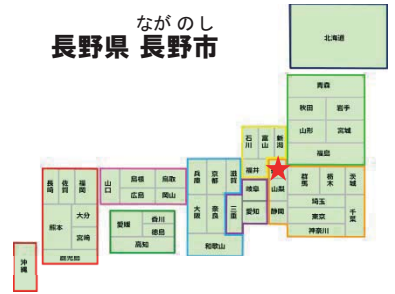 ながのし
長野県 長野市
北海道
青森
秋田 岩手
山形 宮城
福島
石川 富山 新潟
福井
岐阜 山梨
愛知 静岡
群馬 栃木 茨城
埼玉
東京 千葉
神奈川
兵庫 京都 滋賀
大阪 奈良 三重
和歌山
山口 島根 鳥取
広島 岡山
愛媛 香川
徳島
高知
長崎 佐賀 福岡
熊本 大分
宮崎
鹿児島
沖縄